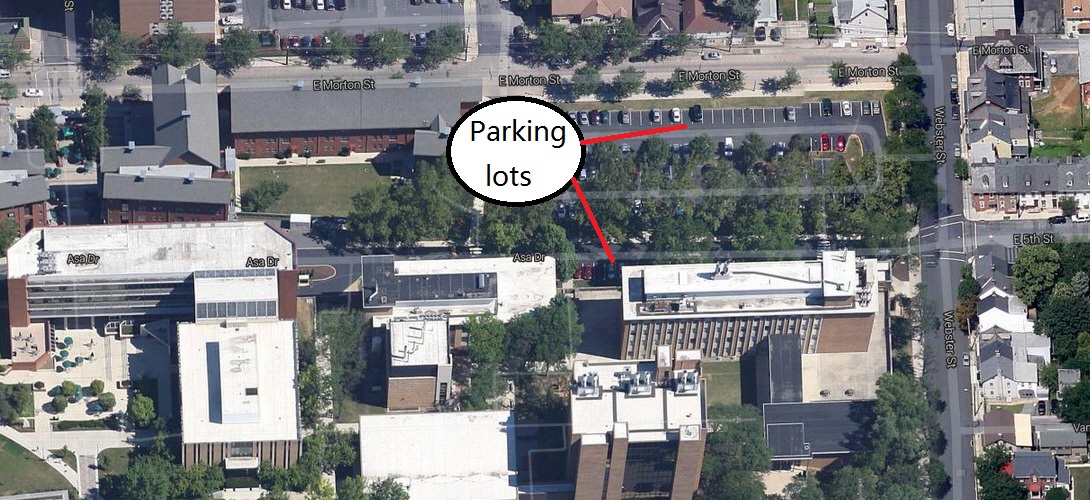 E Morton St
E Morton St
E Morton St
E Morton St
E Morton St
Parking
lots
Webster St
E 5th St
Asa Dr
Asa Dr
Asa Dr
Webster St